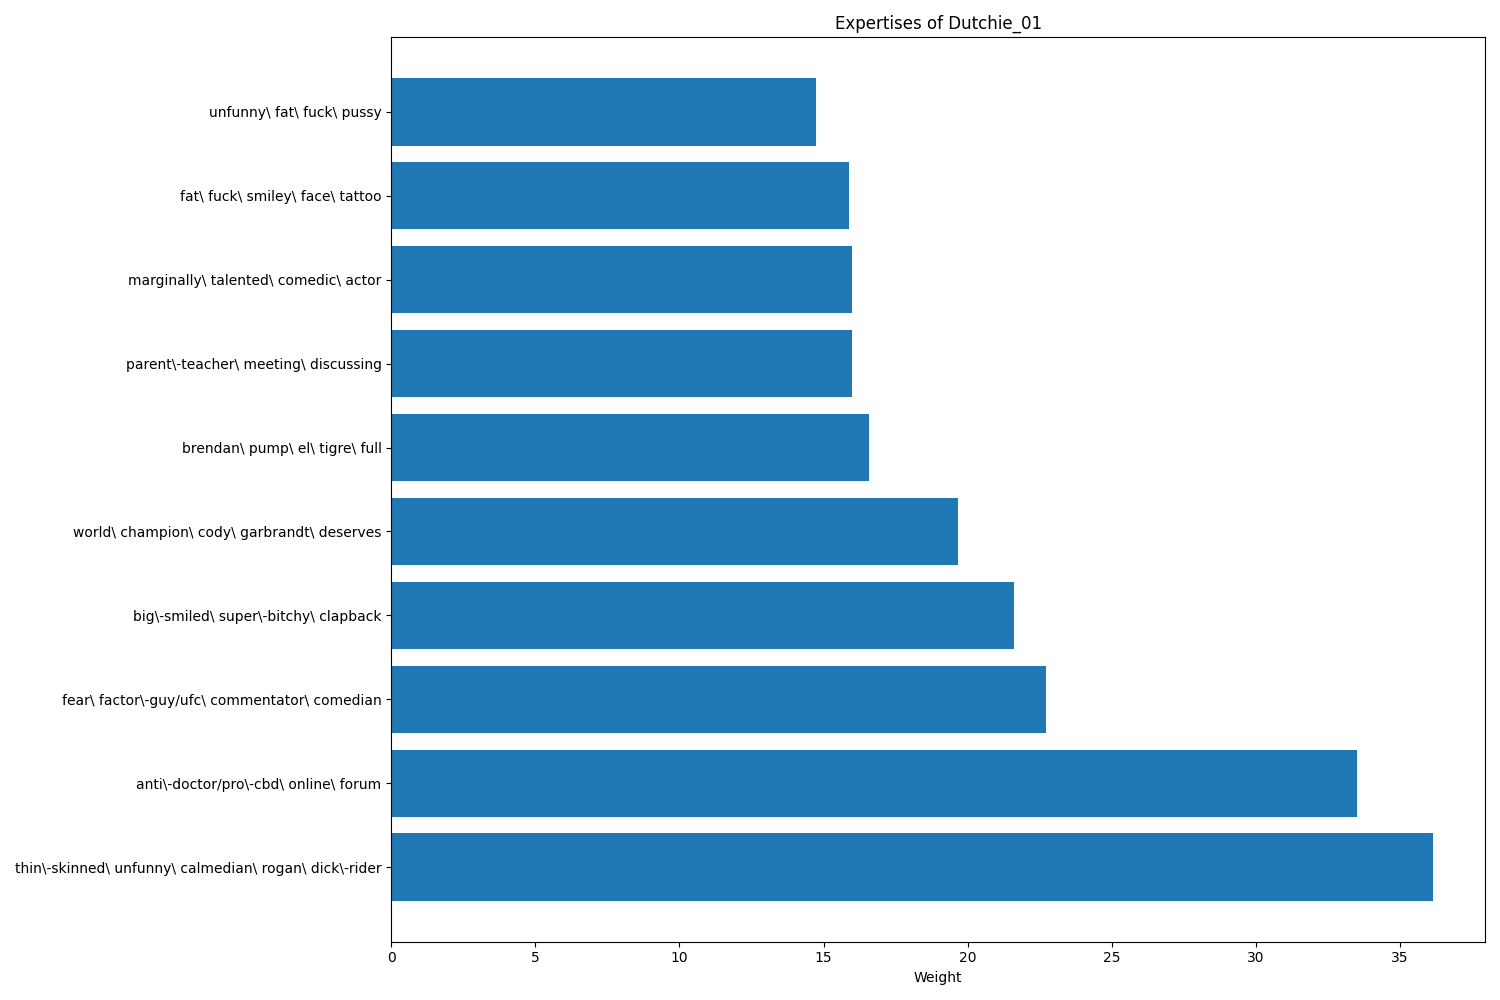 Expertises of Dutchie_01
unfunny\ fat\ fuck\ pussy
fat\ fuck\ smiley\ face\ tattoo
marginally\ talented\ comedic\ actor
parent\-teacher\ meeting\ discussing
brendan\ pump\ el\ tigre\ full
world\ champion\ cody\ garbrandt\ deserves
big\-smiled\ super\-bitchy\ clapback
fear\ factor\-guy/ufc\ commentator\ comedian
anti\-doctor/pro\-cbd\ online\ forum
thin\-skinned\ unfunny\ calmedian\ rogan\ dick\-rider
0 5 10 15 20 25 30 35
Weight